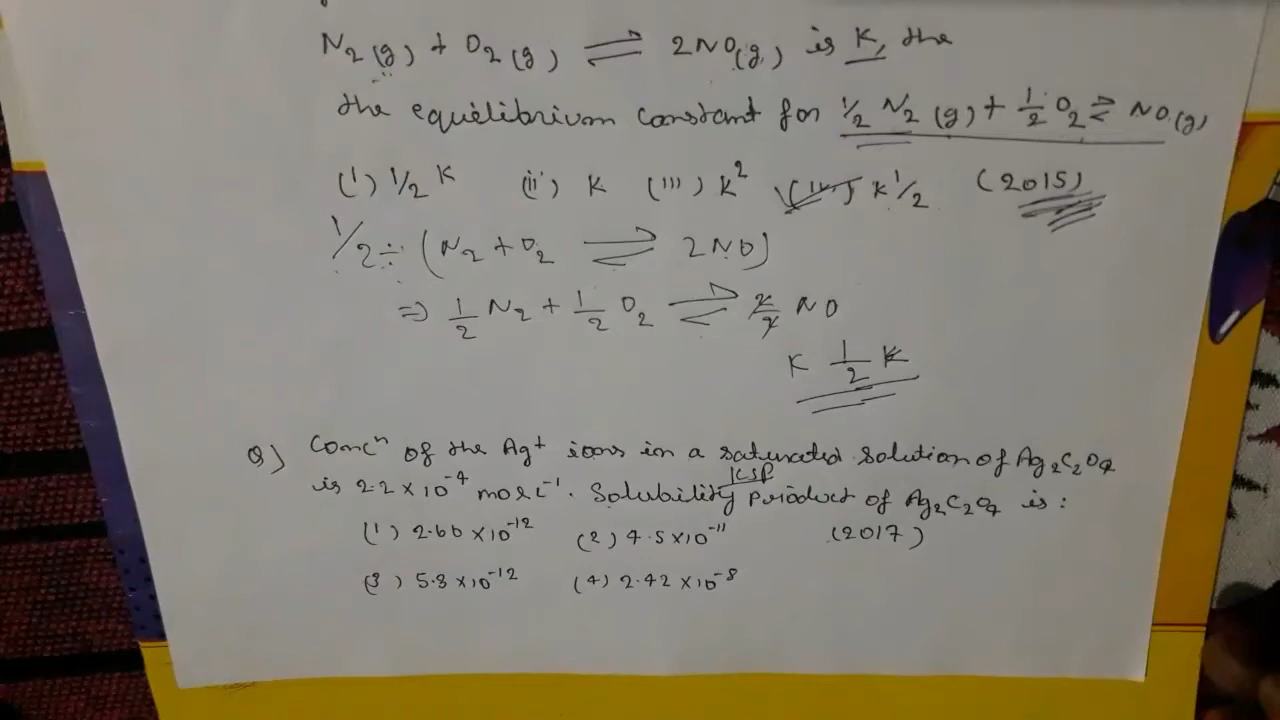 N2(g) + O2(g) ⇌ 2NO(g) is K, the
the equilibrium constant for 1/2 N2 (g) + 1/2 O2 ⇌ NO(g)
(i) 1/2 K (ii) K (iii) K² (iv) K 1/2 (2015)
1/2 ÷ (N2 + O2 ⇌ 2NO)
⇒ 1/2 N2 + 1/2 O2 ⇌ 2/2 NO
K 1/2 K
Q) Concⁿ of the Ag+ ions in a saturated solution of Ag2C2O4
is 2.2 × 10⁻⁴ mol L⁻¹. Solubility product of Ag2C2O4 is:
KSP
(1) 2.66 × 10⁻¹² (2) 4.5 × 10⁻¹¹ (2017)
(3) 5.3 × 10⁻¹² (4) 2.42 × 10⁻⁸